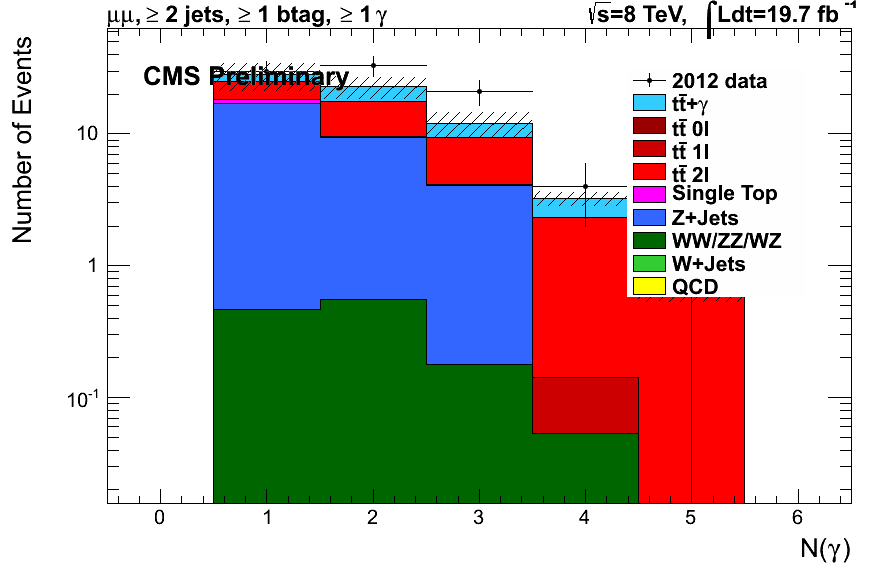 μμ, ≥ 2 jets, ≥ 1 btag, ≥ 1 γ
√s=8 TeV, ∫Ldt=19.7 fb⁻¹
CMS Preliminary
2012 data
tt̄+γ
tt̄ 0l
tt̄ 1l
tt̄ 2l
Single Top
Z+Jets
WW/ZZ/WZ
W+Jets
QCD
Number of Events
10
1
10⁻¹
0 1 2 3 4 5 6
N(γ)